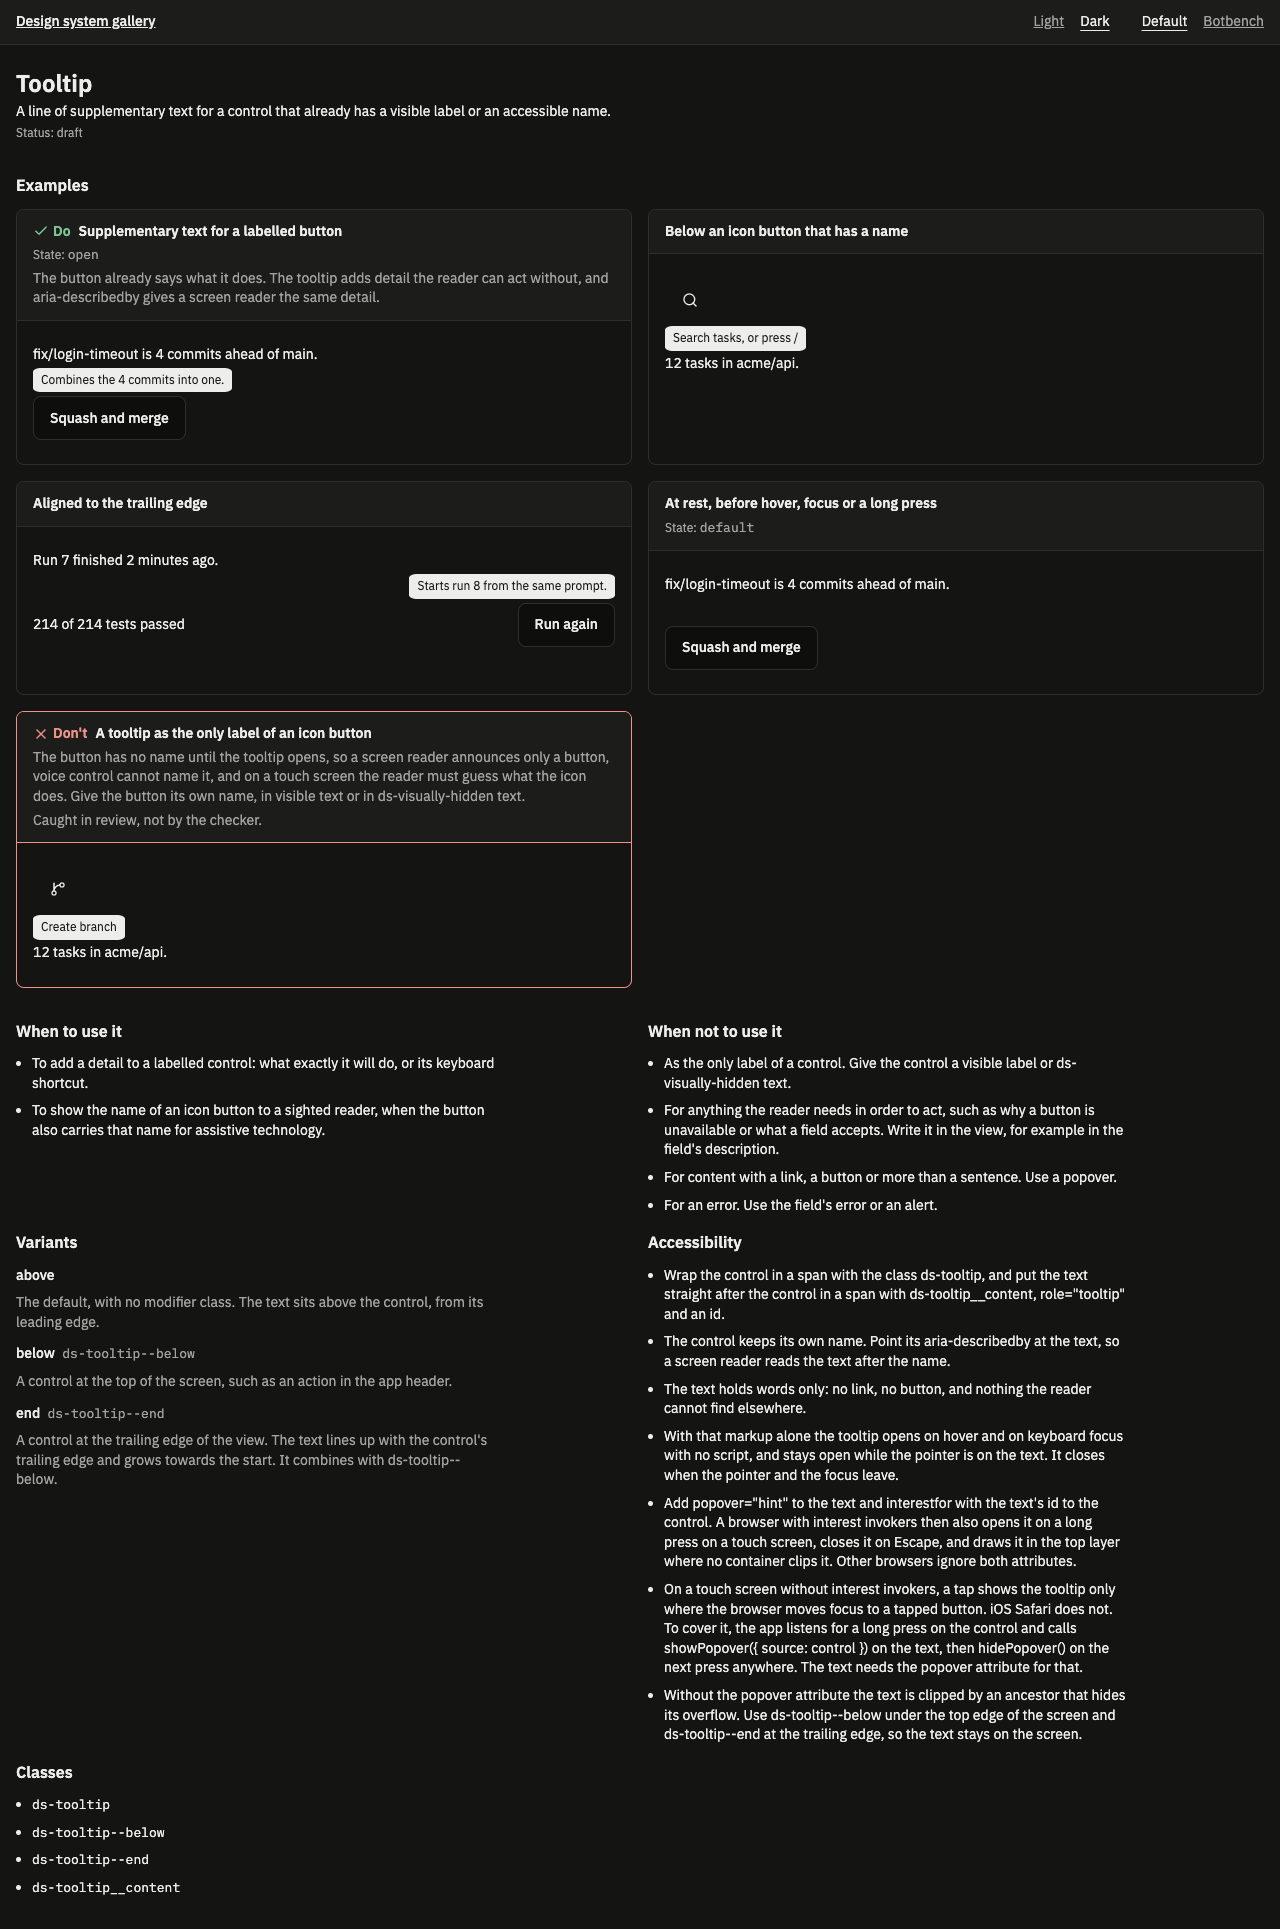 Design system gallery
Light Dark Default Botbench
Tooltip
A line of supplementary text for a control that already has a visible label or an accessible name.
Status: draft
Examples
Do Supplementary text for a labelled button
State: open
The button already says what it does. The tooltip adds detail the reader can act without, and
aria-describedby gives a screen reader the same detail.
fix/login-timeout is 4 commits ahead of main.
Combines the 4 commits into one.
Squash and merge
Below an icon button that has a name
Search tasks, or press /
12 tasks in acme/api.
Aligned to the trailing edge
Run 7 finished 2 minutes ago.
Starts run 8 from the same prompt.
214 of 214 tests passed
Run again
At rest, before hover, focus or a long press
State: default
fix/login-timeout is 4 commits ahead of main.
Squash and merge
Don't A tooltip as the only label of an icon button
The button has no name until the tooltip opens, so a screen reader announces only a button,
voice control cannot name it, and on a touch screen the reader must guess what the icon
does. Give the button its own name, in visible text or in ds-visually-hidden text.
Caught in review, not by the checker.
Create branch
12 tasks in acme/api.
When to use it
To add a detail to a labelled control: what exactly it will do, or its keyboard
shortcut.
To show the name of an icon button to a sighted reader, when the button
also carries that name for assistive technology.
When not to use it
As the only label of a control. Give the control a visible label or ds-
visually-hidden text.
For anything the reader needs in order to act, such as why a button is
unavailable or what a field accepts. Write it in the view, for example in the
field's description.
For content with a link, a button or more than a sentence. Use a popover.
For an error. Use the field's error or an alert.
Variants
above
The default, with no modifier class. The text sits above the control, from its
leading edge.
below ds-tooltip--below
A control at the top of the screen, such as an action in the app header.
end ds-tooltip--end
A control at the trailing edge of the view. The text lines up with the control's
trailing edge and grows towards the start. It combines with ds-tooltip--
below.
Accessibility
Wrap the control in a span with the class ds-tooltip, and put the text
straight after the control in a span with ds-tooltip__content, role="tooltip"
and an id.
The control keeps its own name. Point its aria-describedby at the text, so
a screen reader reads the text after the name.
The text holds words only: no link, no button, and nothing the reader
cannot find elsewhere.
With that markup alone the tooltip opens on hover and on keyboard focus
with no script, and stays open while the pointer is on the text. It closes
when the pointer and the focus leave.
Add popover="hint" to the text and interestfor with the text's id to the
control. A browser with interest invokers then also opens it on a long
press on a touch screen, closes it on Escape, and draws it in the top layer
where no container clips it. Other browsers ignore both attributes.
On a touch screen without interest invokers, a tap shows the tooltip only
where the browser moves focus to a tapped button. iOS Safari does not.
To cover it, the app listens for a long press on the control and calls
showPopover({ source: control }) on the text, then hidePopover() on the
next press anywhere. The text needs the popover attribute for that.
Without the popover attribute the text is clipped by an ancestor that hides
its overflow. Use ds-tooltip--below under the top edge of the screen and
ds-tooltip--end at the trailing edge, so the text stays on the screen.
Classes
ds-tooltip
ds-tooltip--below
ds-tooltip--end
ds-tooltip__content